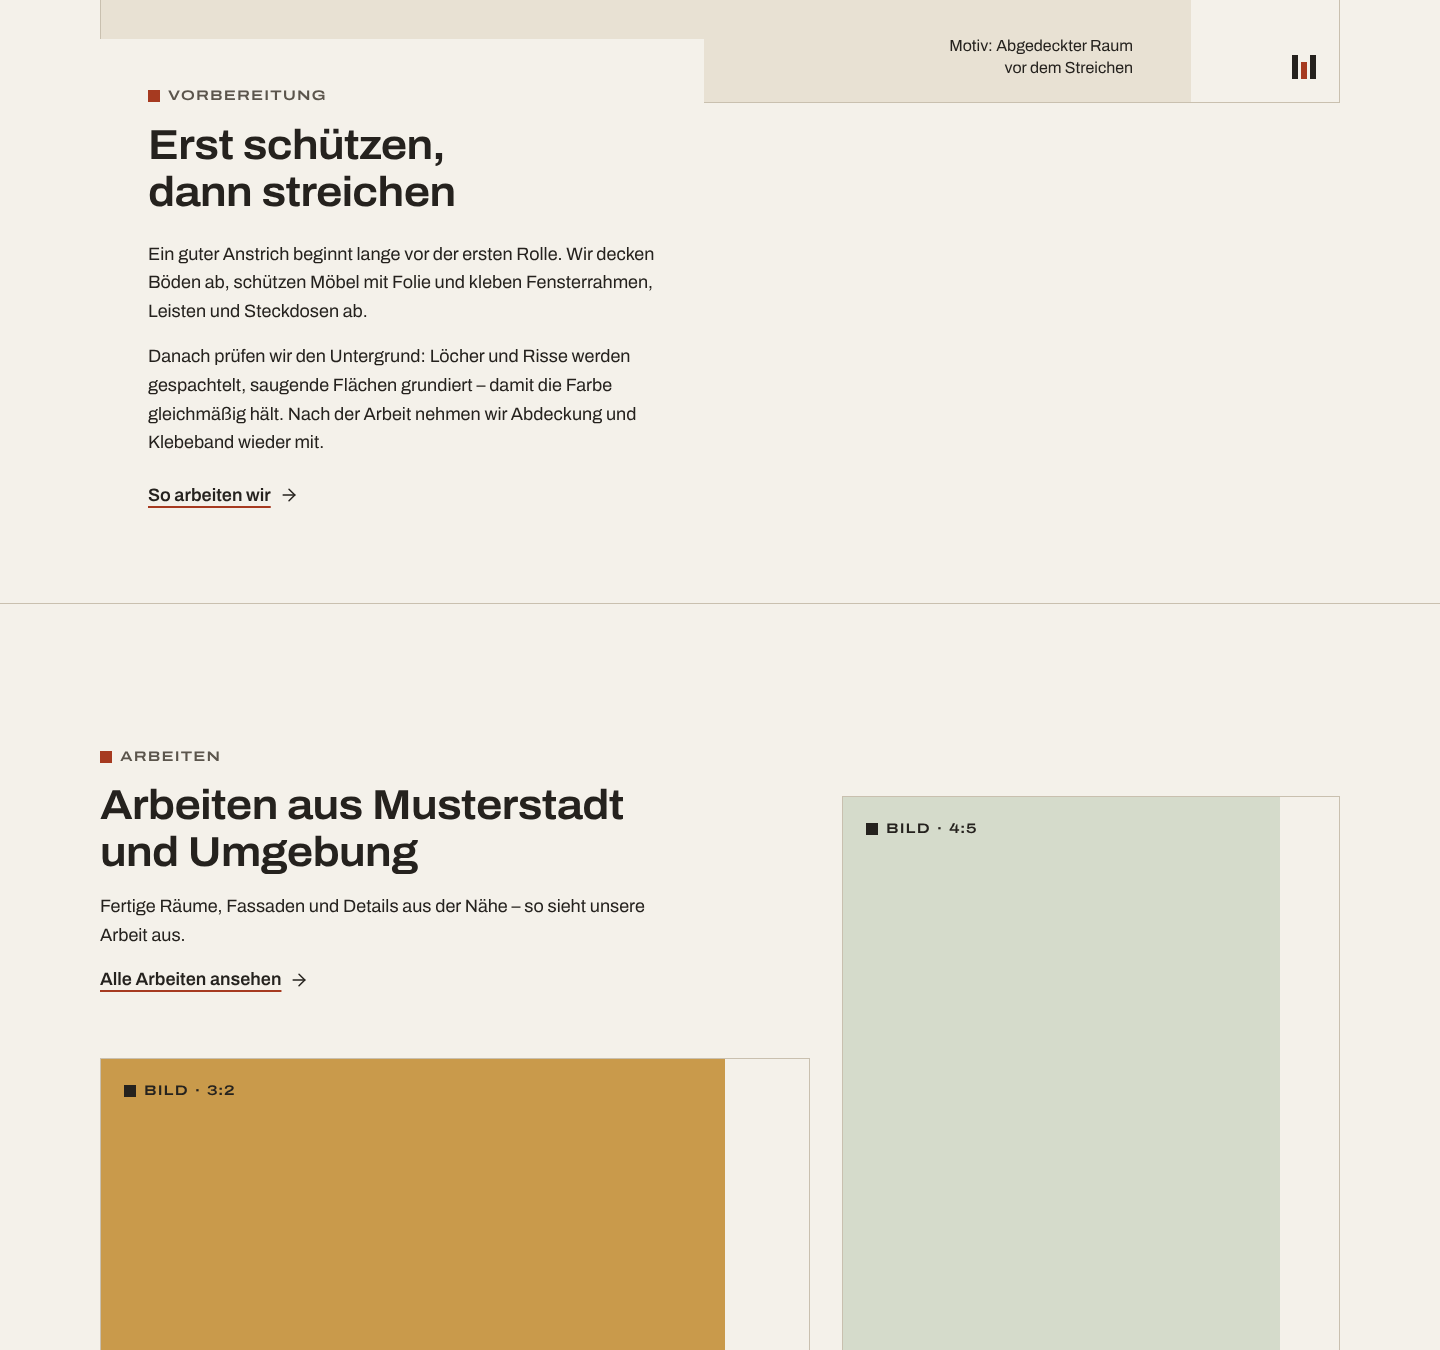 Motiv: Abgedeckter Raum
vor dem Streichen
VORBEREITUNG
Erst schützen,
dann streichen
Ein guter Anstrich beginnt lange vor der ersten Rolle. Wir decken
Böden ab, schützen Möbel mit Folie und kleben Fensterrahmen,
Leisten und Steckdosen ab.
Danach prüfen wir den Untergrund: Löcher und Risse werden
gespachtelt, saugende Flächen grundiert – damit die Farbe
gleichmäßig hält. Nach der Arbeit nehmen wir Abdeckung und
Klebeband wieder mit.
So arbeiten wir →
ARBEITEN
Arbeiten aus Musterstadt
und Umgebung
Fertige Räume, Fassaden und Details aus der Nähe – so sieht unsere
Arbeit aus.
Alle Arbeiten ansehen →
BILD · 3:2
BILD · 4:5